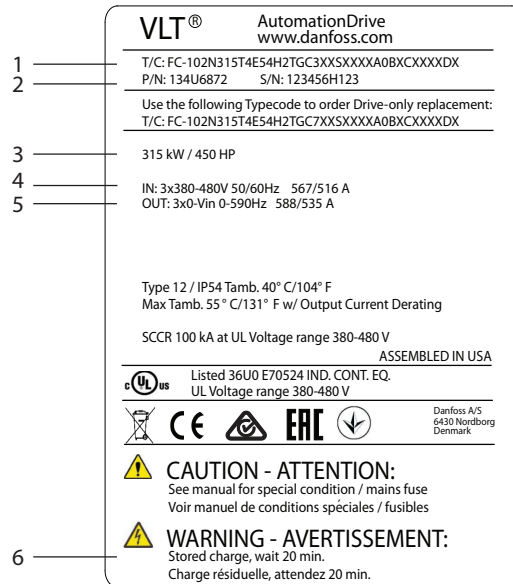 VLT® AutomationDrive
www.danfoss.com
1 T/C: FC-102N315T4E54H2TGC3XXSXXXXA0BXCXXXXDX
2 P/N: 134U6872 S/N: 123456H123
Use the following Typecode to order Drive-only replacement:
T/C: FC-102N315T4E54H2TGC7XXSXXXXA0BXCXXXXDX
3 315 kW / 450 HP
4 IN: 3x380-480V 50/60Hz 567/516 A
5 OUT: 3x0-Vin 0-590Hz 588/535 A
Type 12 / IP54 Tamb. 40° C/104° F
Max Tamb. 55° C/131° F w/ Output Current Derating
SCCR 100 kA at UL Voltage range 380-480 V
ASSEMBLED IN USA
c UL us Listed 36U0 E70524 IND. CONT. EQ.
UL Voltage range 380-480 V
CE EAC
Danfoss A/S
6430 Nordborg
Denmark
CAUTION - ATTENTION:
See manual for special condition / mains fuse
Voir manuel de conditions spéciales / fusibles
WARNING - AVERTISSEMENT:
6 Stored charge, wait 20 min.
Charge résiduelle, attendez 20 min.